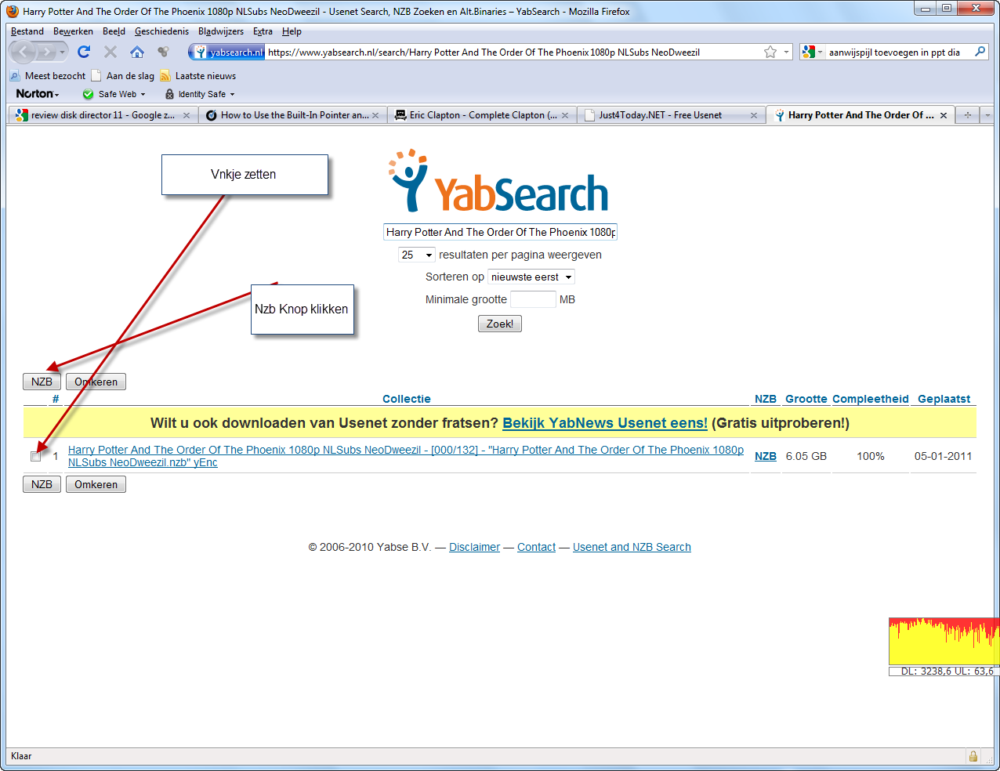 Harry Potter And The Order Of The Phoenix 1080p NLSubs NeoDweezil - Usenet Search, NZB Zoeken en Alt.Binaries – YabSearch - Mozilla Firefox
Bestand Bewerken Beeld Geschiedenis Bladwijzers Extra Help
yabsearch.nl https://www.yabsearch.nl/search/Harry Potter And The Order Of The Phoenix 1080p NLSubs NeoDweezil aanwijspijl toevoegen in ppt dia
Meest bezocht Aan de slag Laatste nieuws
Norton Safe Web Identity Safe
review disk director 11 - Google z... How to Use the Built-In Pointer an... Eric Clapton - Complete Clapton (... Just4Today.NET - Free Usenet Harry Potter And The Order Of ...
Vnkje zetten
YabSearch
Harry Potter And The Order Of The Phoenix 1080p
25 resultaten per pagina weergeven
Sorteren op nieuwste eerst
Minimale grootte MB
Nzb Knop klikken
Zoek!
NZB Omkeren
# Collectie NZB Grootte Compleetheid Geplaatst
Wilt u ook downloaden van Usenet zonder fratsen? Bekijk YabNews Usenet eens! (Gratis uitproberen!)
1 Harry Potter And The Order Of The Phoenix 1080p NLSubs NeoDweezil - [000/132] - "Harry Potter And The Order Of The Phoenix 1080p NZB 6.05 GB 100% 05-01-2011
NLSubs NeoDweezil.nzb" yEnc
NZB Omkeren
© 2006-2010 Yabse B.V. — Disclaimer — Contact — Usenet and NZB Search
DL: 3238,6 UL: 63,6
Klaar